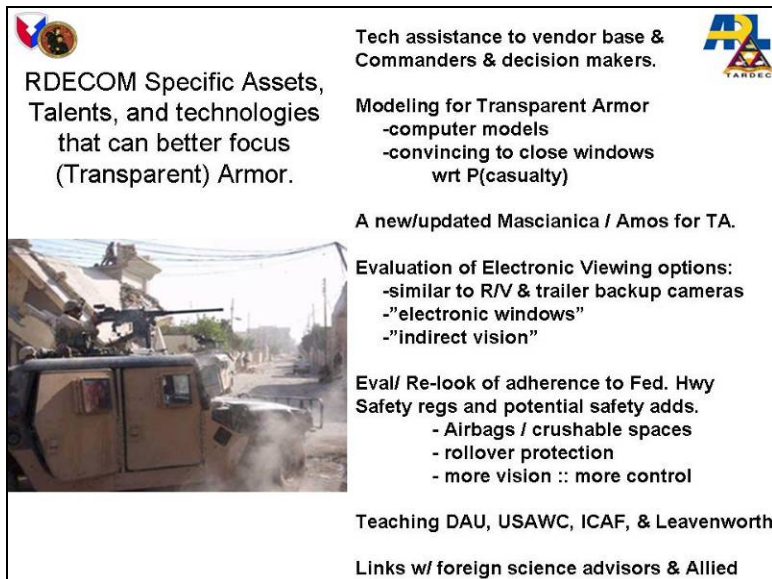 RDECOM Specific Assets,
Talents, and technologies
that can better focus
(Transparent) Armor.
ARL
TARDEC
Tech assistance to vendor base &
Commanders & decision makers.
Modeling for Transparent Armor
-computer models
-convincing to close windows
wrt P(casualty)
A new/updated Mascianica / Amos for TA.
Evaluation of Electronic Viewing options:
-similar to R/V & trailer backup cameras
-”electronic windows”
-”indirect vision”
Eval/ Re-look of adherence to Fed. Hwy
Safety regs and potential safety adds.
- Airbags / crushable spaces
- rollover protection
- more vision :: more control
Teaching DAU, USAWC, ICAF, & Leavenworth
Links w/ foreign science advisors & Allied